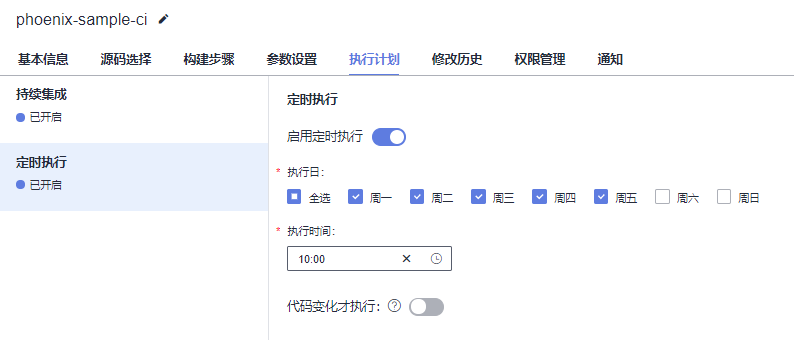 phoenix-sample-ci
基本信息 源码选择 构建步骤 参数设置 执行计划 修改历史 权限管理 通知
持续集成
已开启
定时执行
已开启
定时执行
启用定时执行
* 执行日:
全选 周一 周二 周三 周四 周五 周六 周日
* 执行时间:
10:00
代码变化才执行: ?